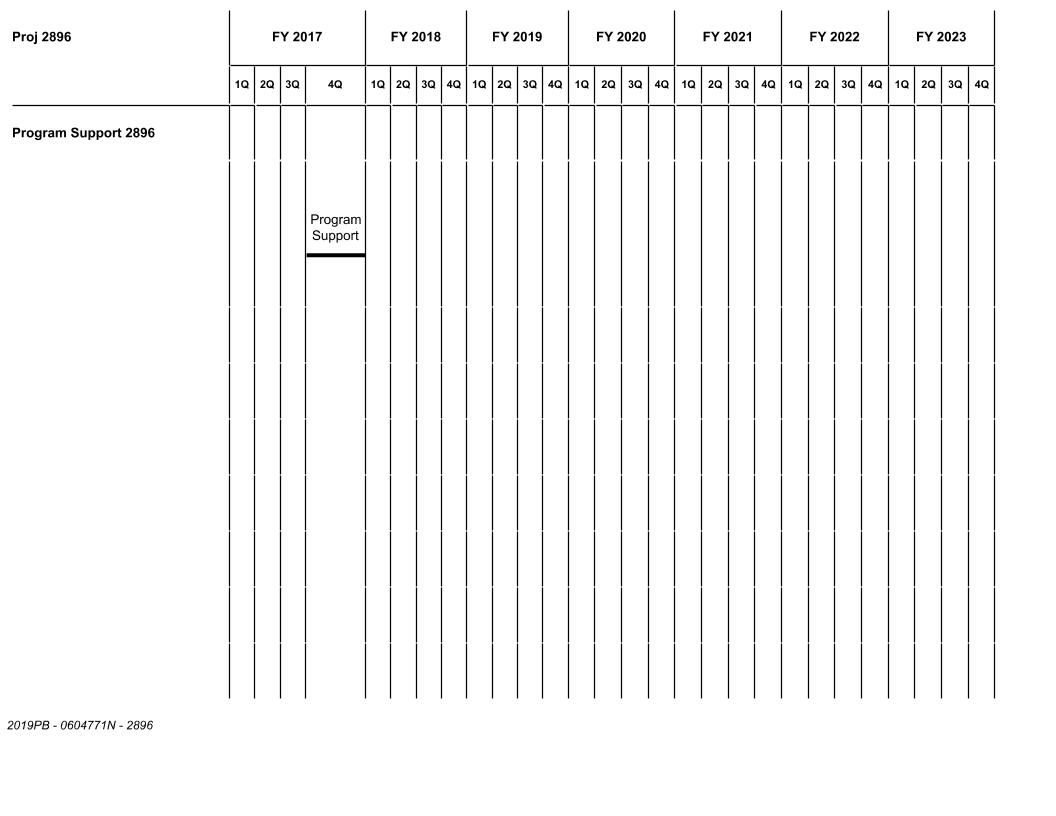 Proj 2896 FY 2017 FY 2018 FY 2019 FY 2020 FY 2021 FY 2022 FY 2023
1Q 2Q 3Q 4Q 1Q 2Q 3Q 4Q 1Q 2Q 3Q 4Q 1Q 2Q 3Q 4Q 1Q 2Q 3Q 4Q 1Q 2Q 3Q 4Q 1Q 2Q 3Q 4Q
Program Support 2896
Program
Support
2019PB - 0604771N - 2896